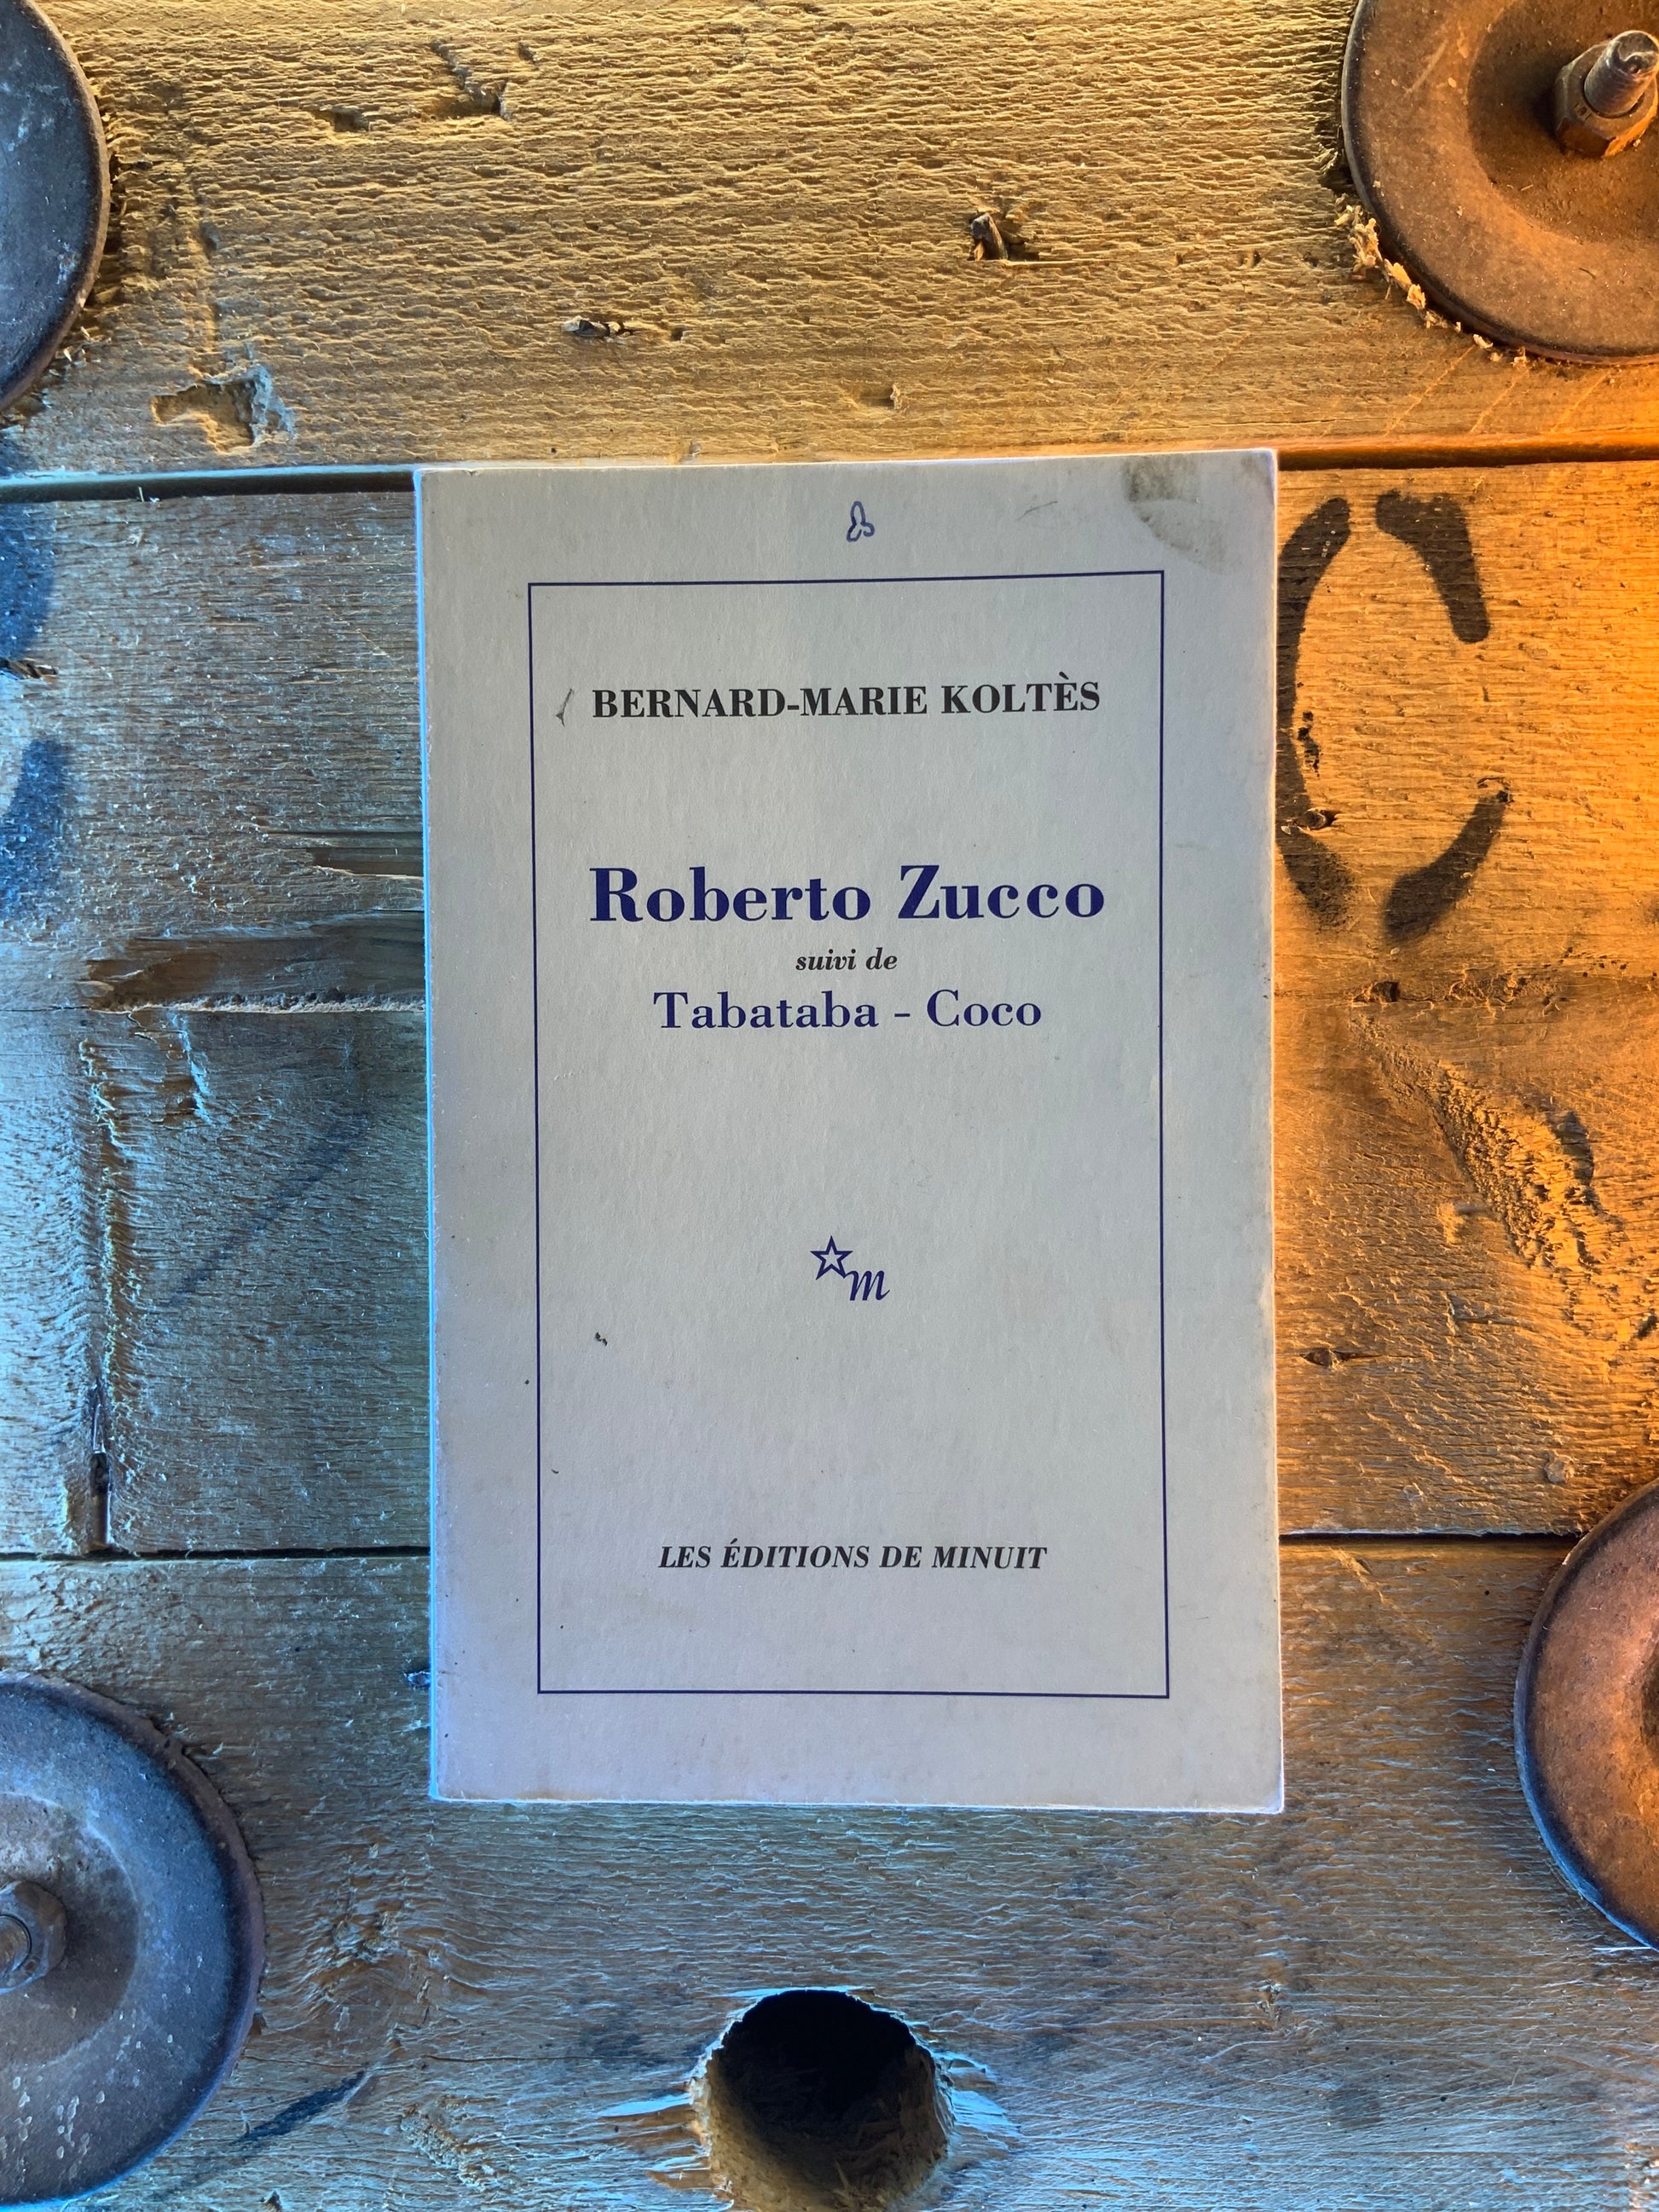 BERNARD-MARIE KOLTÈS
Roberto Zucco
suivi de
Tabataba - Coco
m
LES ÉDITIONS DE MINUIT
C